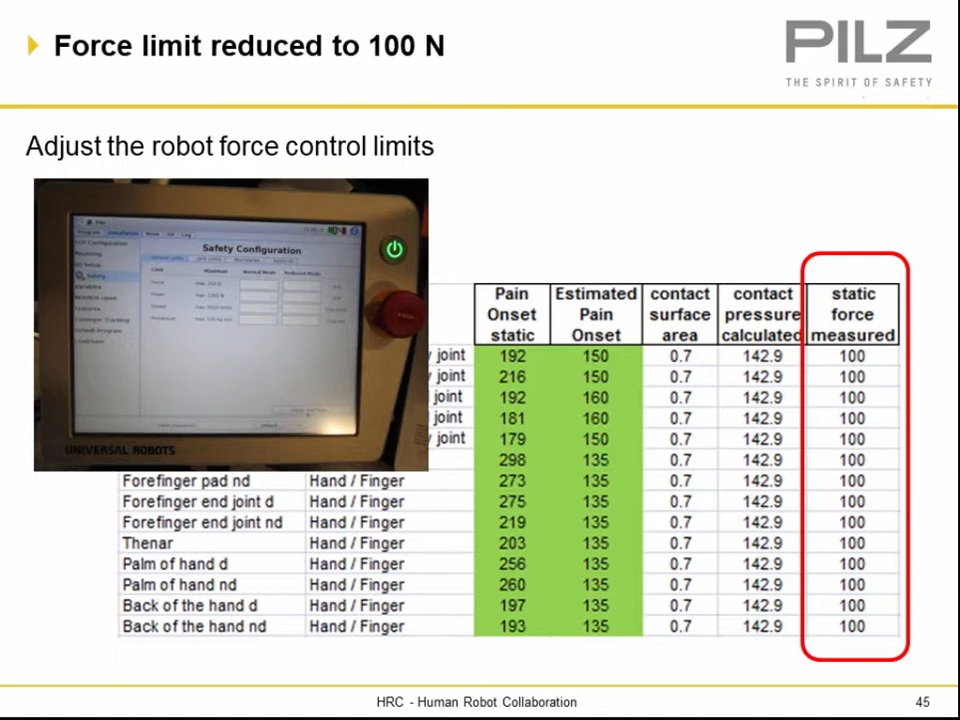 Force limit reduced to 100 N
PILZ
THE SPIRIT OF SAFETY
Adjust the robot force control limits
Safety Configuration
Safety
UNIVERSAL ROBOTS
Pain Onset static Estimated Pain Onset contact surface area contact pressure calculated static force measured
joint 192 150 0.7 142.9 100
joint 216 150 0.7 142.9 100
joint 192 160 0.7 142.9 100
joint 181 160 0.7 142.9 100
joint 179 150 0.7 142.9 100
298 135 0.7 142.9 100
Forefinger pad nd Hand / Finger 273 135 0.7 142.9 100
Forefinger end joint d Hand / Finger 275 135 0.7 142.9 100
Forefinger end joint nd Hand / Finger 219 135 0.7 142.9 100
Thenar Hand / Finger 203 135 0.7 142.9 100
Palm of hand d Hand / Finger 256 135 0.7 142.9 100
Palm of hand nd Hand / Finger 260 135 0.7 142.9 100
Back of the hand d Hand / Finger 197 135 0.7 142.9 100
Back of the hand nd Hand / Finger 193 135 0.7 142.9 100
HRC - Human Robot Collaboration 45